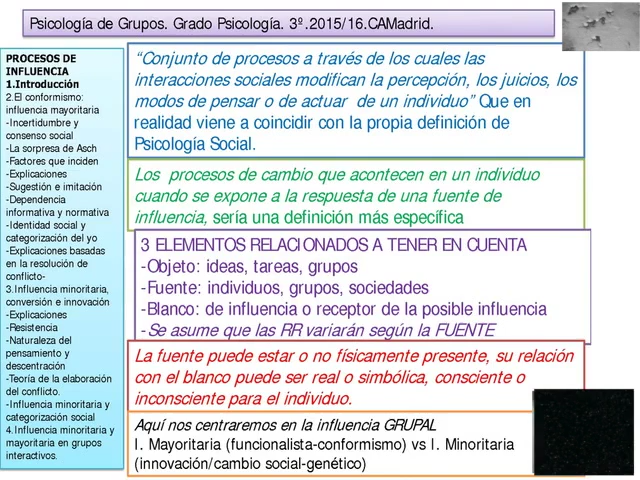 Psicología de Grupos. Grado Psicología. 3º.2015/16.CAMadrid.
PROCESOS DE
INFLUENCIA
1.Introducción
2.El conformismo:
influencia mayoritaria
-Incertidumbre y
consenso social
-La sorpresa de Asch
-Factores que inciden
-Explicaciones
-Sugestión e imitación
-Dependencia
informativa y normativa
-Identidad social y
categorización del yo
-Explicaciones basadas
en la resolución de
conflicto-
3.Influencia minoritaria,
conversión e innovación
-Explicaciones
-Resistencia
-Naturaleza del
pensamiento y
descentración
-Teoría de la elaboración
del conflicto.
-Influencia minoritaria y
categorización social
4.Influencia minoritaria y
mayoritaria en grupos
interactivos.
“Conjunto de procesos a través de los cuales las
interacciones sociales modifican la percepción, los juicios, los
modos de pensar o de actuar de un individuo” Que en
realidad viene a coincidir con la propia definición de
Psicología Social.
Los procesos de cambio que acontecen en un individuo
cuando se expone a la respuesta de una fuente de
influencia, sería una definición más específica
3 ELEMENTOS RELACIONADOS A TENER EN CUENTA
-Objeto: ideas, tareas, grupos
-Fuente: individuos, grupos, sociedades
-Blanco: de influencia o receptor de la posible influencia
-Se asume que las RR variarán según la FUENTE
La fuente puede estar o no físicamente presente, su relación
con el blanco puede ser real o simbólica, consciente o
inconsciente para el individuo.
Aquí nos centraremos en la influencia GRUPAL
I. Mayoritaria (funcionalista-conformismo) vs I. Minoritaria
(innovación/cambio social-genético)